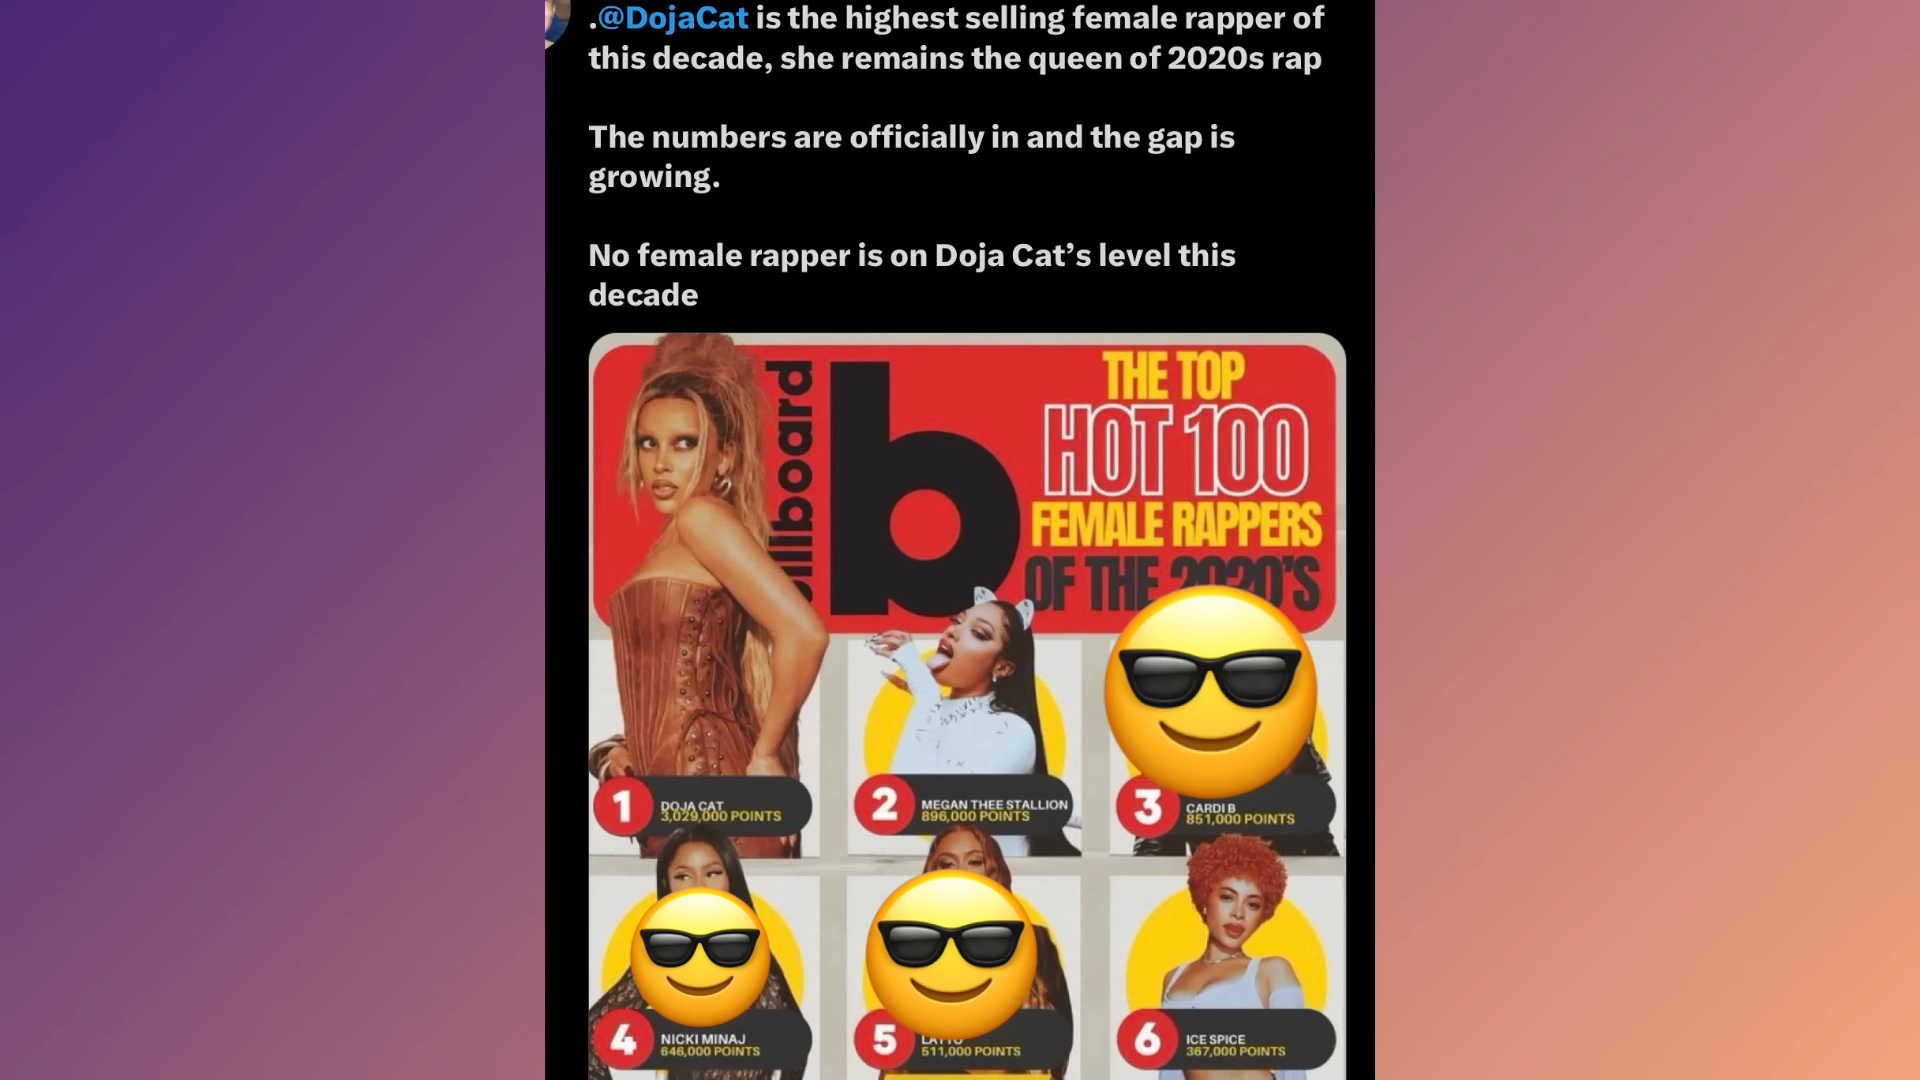 .@DojaCat is the highest selling female rapper of
this decade, she remains the queen of 2020s rap
The numbers are officially in and the gap is
growing.
No female rapper is on Doja Cat’s level this
decade
billboard
b
THE TOP
HOT 100
FEMALE RAPPERS
OF THE 2020'S
1
DOJA CAT
3,029,000 POINTS
2
MEGAN THEE STALLION
896,000 POINTS
3
CARDI B
851,000 POINTS
4
NICKI MINAJ
646,000 POINTS
5
LATTO
511,000 POINTS
6
ICE SPICE
367,000 POINTS